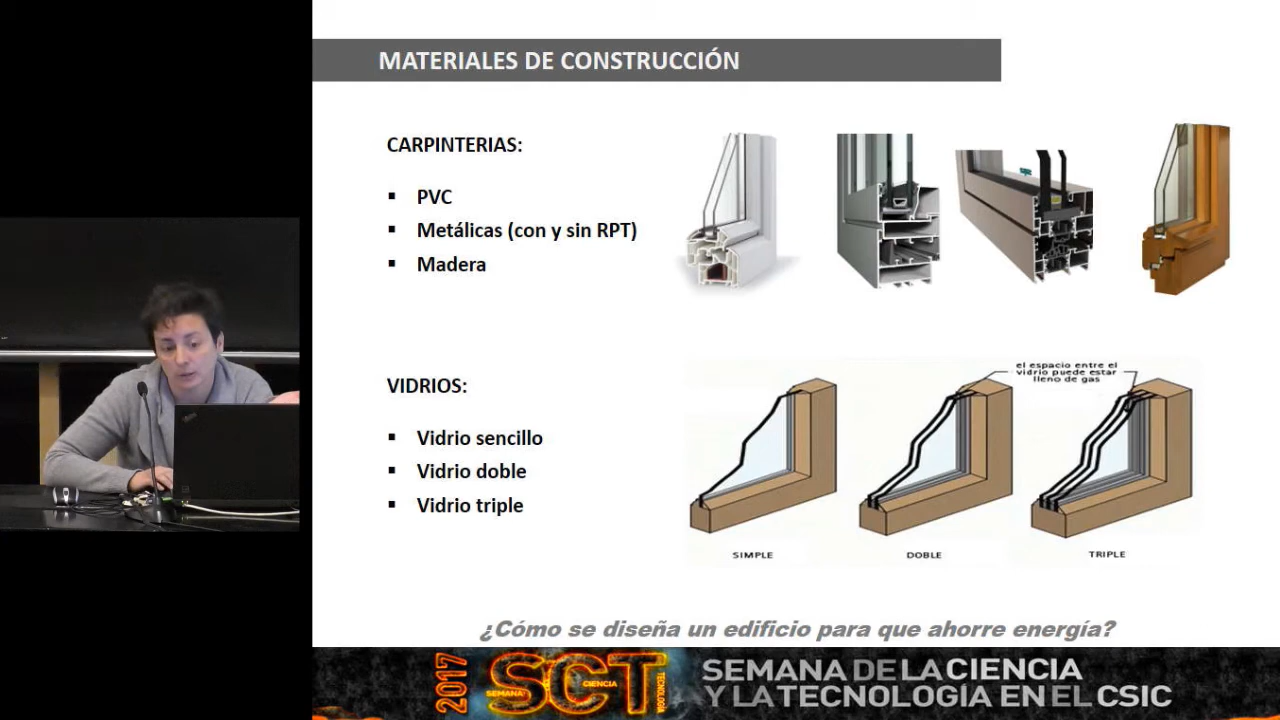 MATERIALES DE CONSTRUCCIÓN
CARPINTERIAS:
PVC
Metálicas (con y sin RPT)
Madera
VIDRIOS:
Vidrio sencillo
Vidrio doble
Vidrio triple
el espacio entre el
vidrio puede estar
lleno de gas
SIMPLE
DOBLE
TRIPLE
¿Cómo se diseña un edificio para que ahorre energía?
2017
SCT
SEMANA
CIENCIA
TECNOLOGÍA
SEMANA DE LA CIENCIA
Y LA TECNOLOGÍA EN EL CSIC